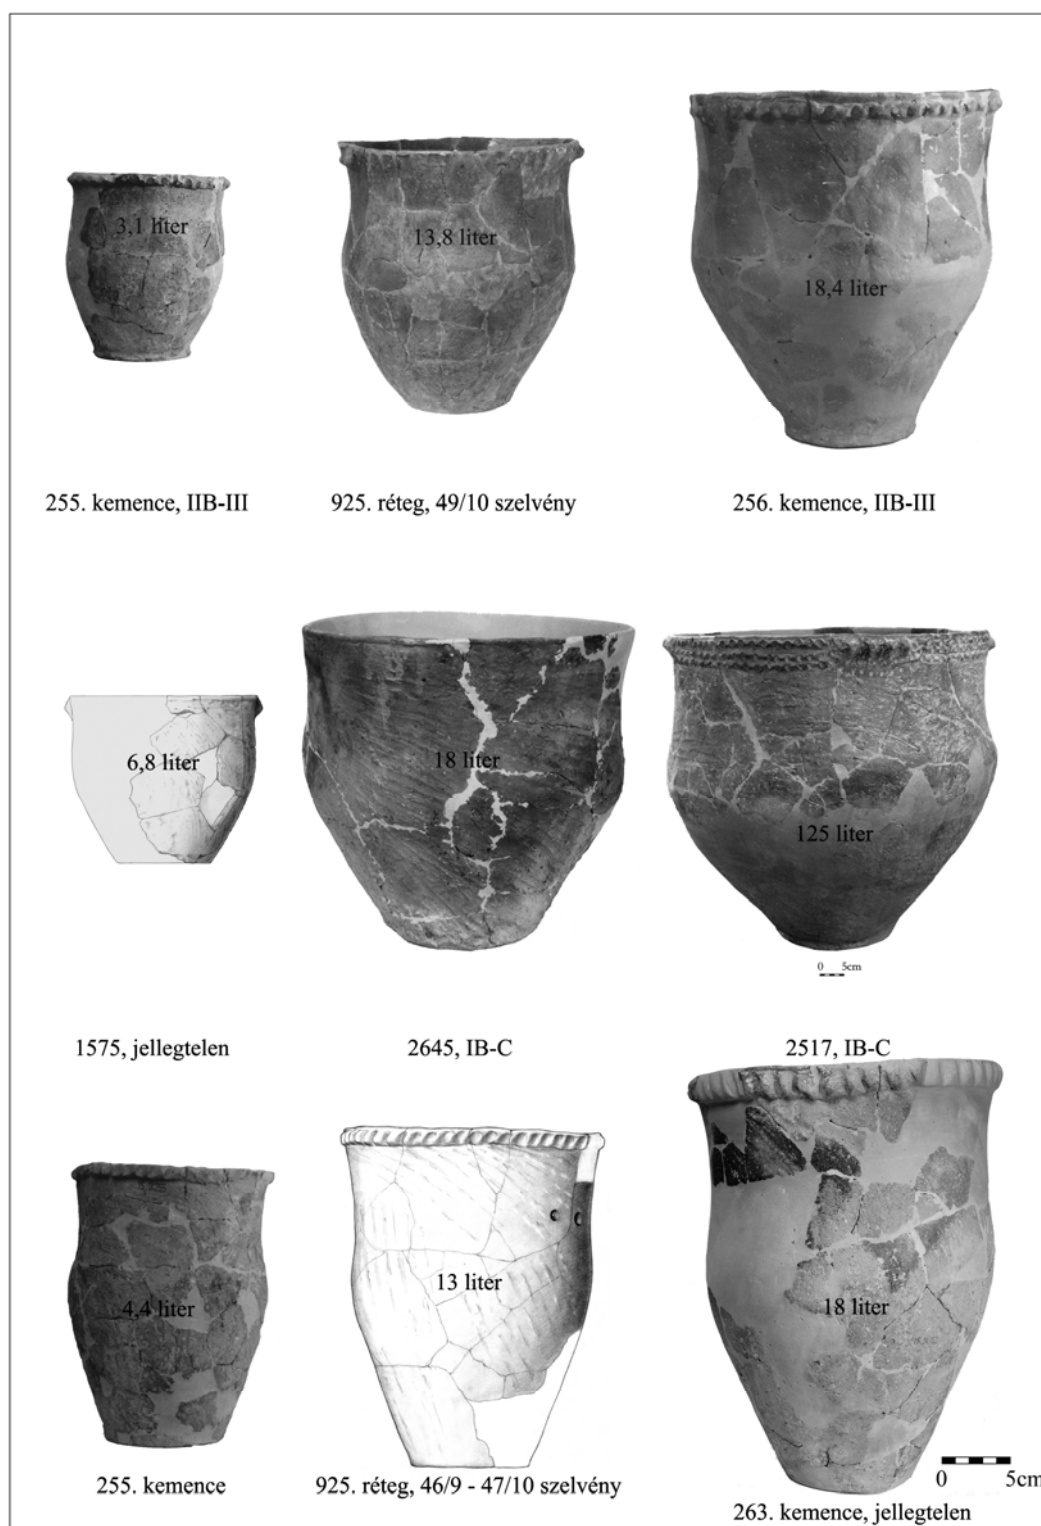 3,1 liter
13,8 liter
18,4 liter
255. kemence, IIB-III
925. réteg, 49/10 szelvény
256. kemence, IIB-III
6,8 liter
18 liter
125 liter
0 5cm
1575, jellegtelen
2645, IB-C
2517, IB-C
4,4 liter
13 liter
18 liter
255. kemence
925. réteg, 46/9 - 47/10 szelvény
0 5cm
263. kemence, jellegtelen